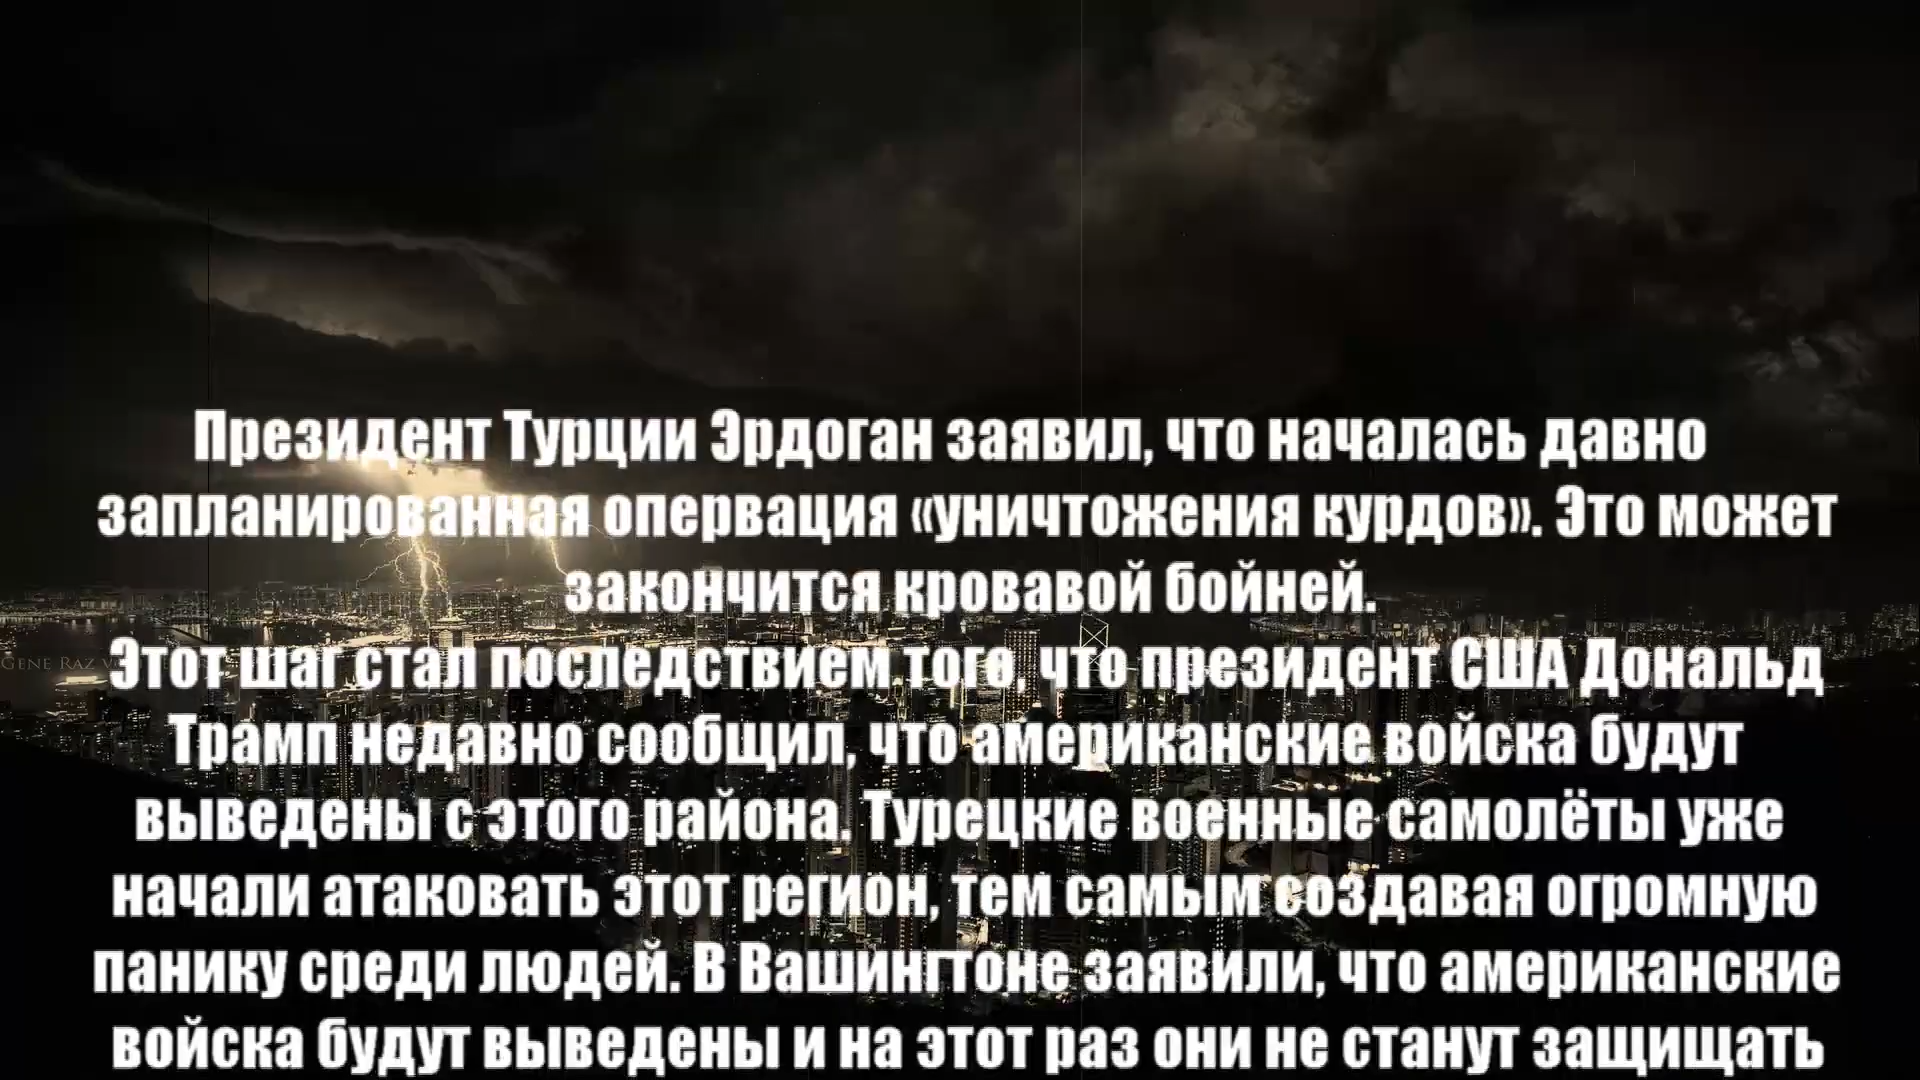 Президент Турции Эрдоган заявил, что началась давно
запланированная опервация «уничтожения курдов». Это может
закончится кровавой бойней.
Этот шаг стал последствием того, что президент США Дональд
Трамп недавно сообщил, что американские войска будут
выведены с этого района. Турецкие военные самолёты уже
начали атаковать этот регион, тем самым создавая огромную
панику среди людей. В Вашингтоне заявили, что американские
войска будут выведены и на этот раз они не станут защищать
GENE RAZ